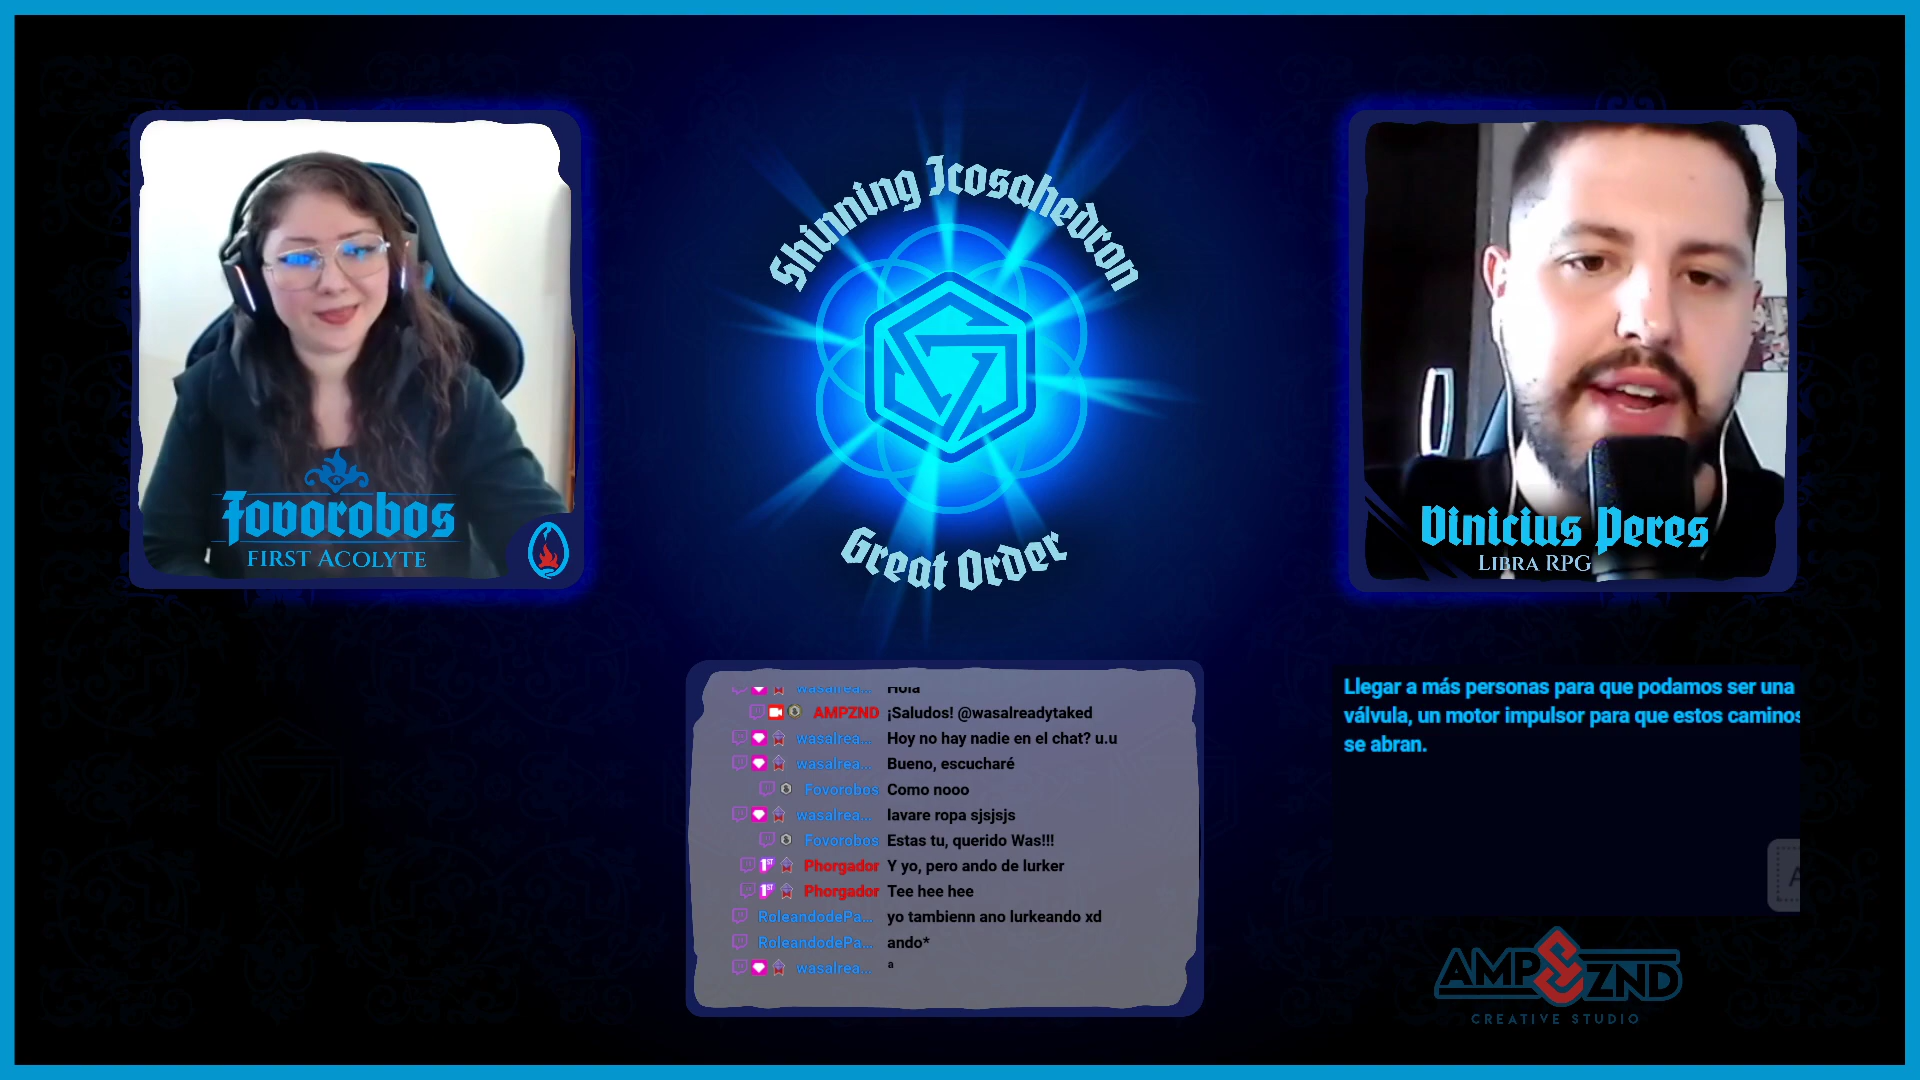 Shinning Icosahedron
Great Order
Fovorobos
FIRST ACOLYTE
Vinicius Peres
LIBRA RPG
wasalrea... Hola
AMPZND ¡Saludos! @wasalreadytaked
wasalrea... Hoy no hay nadie en el chat? u.u
wasalrea... Bueno, escucharé
Fovorobos Como nooo
wasalrea... lavare ropa sjsjsjs
Fovorobos Estas tu, querido Was!!!
1ST Phorgador Y yo, pero ando de lurker
1ST Phorgador Tee hee hee
RoleandodePa... yo tambienn ano lurkeando xd
RoleandodePa... ando*
wasalrea... a
Llegar a más personas para que podamos ser una
válvula, un motor impulsor para que estos caminos
se abran.
A
AMPZND
CREATIVE STUDIO